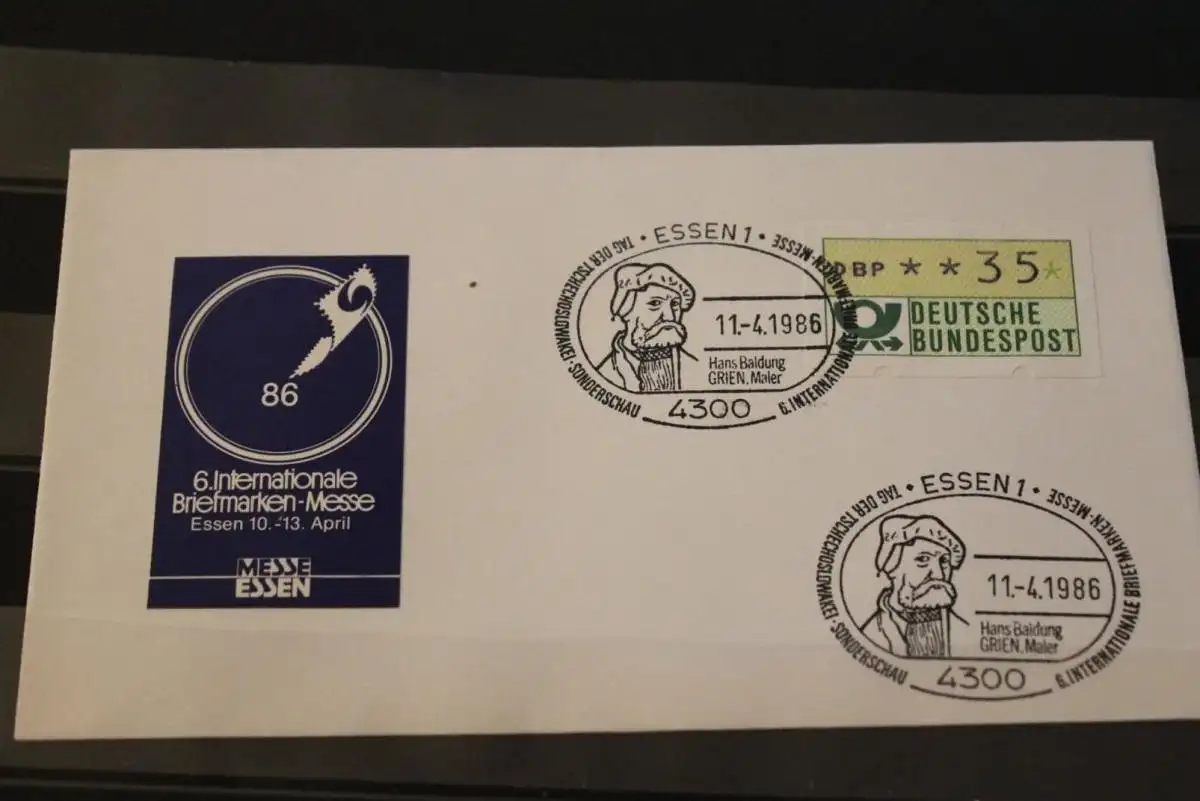 86
6.Internationale
Briefmarken-Messe
Essen 10.-13. April
MESSE
ESSEN
TAG DER TSCHECHOSLOWAKEI · SONDERSCHAU
• ESSEN 1 •
6.INTERNATIONALE BRIEFMARKEN-MESSE
11.-4.1986
Hans Baldung
GRIEN, Maler
4300
DBP * * 35*
DEUTSCHE
BUNDESPOST
TAG DER TSCHECHOSLOWAKEI · SONDERSCHAU
• ESSEN 1 •
6.INTERNATIONALE BRIEFMARKEN-MESSE
11.-4.1986
Hans Baldung
GRIEN, Maler
4300